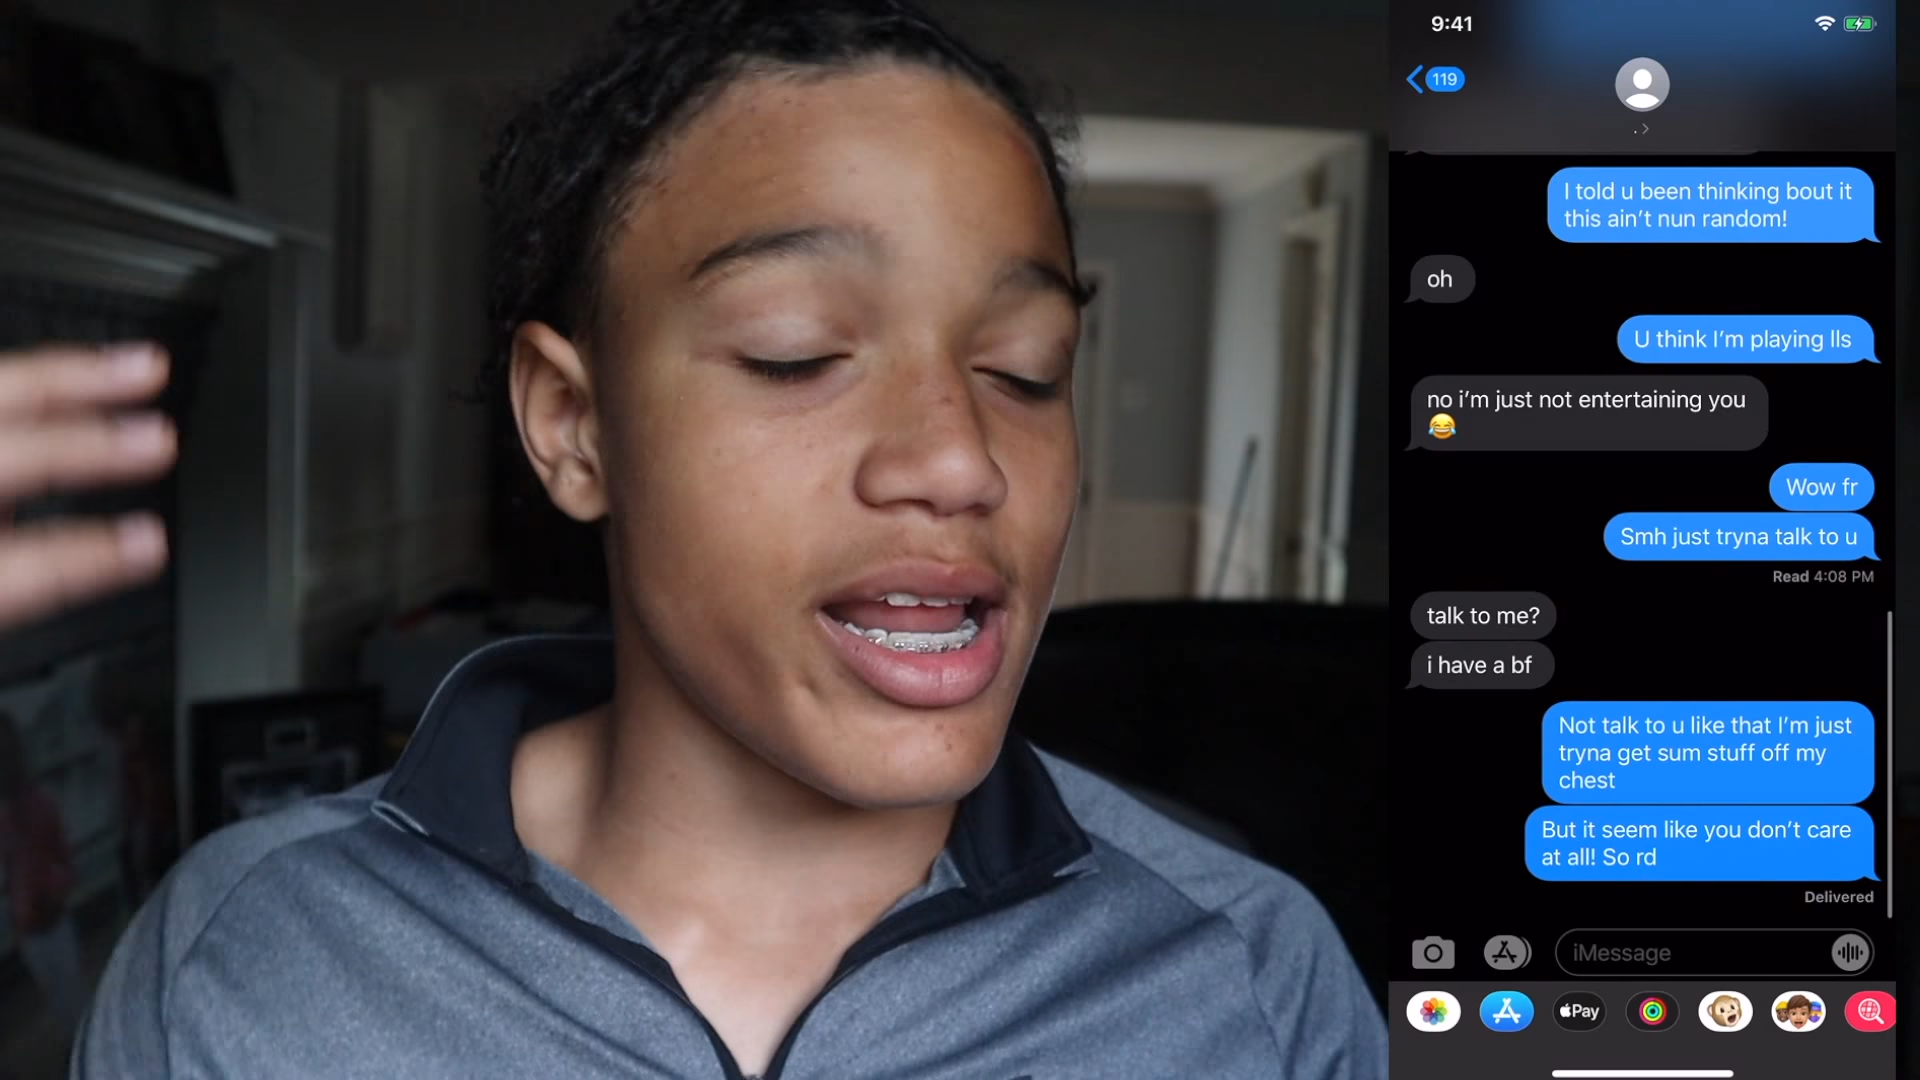 9:41
119
.
I told u been thinking bout it
this ain't nun random!
oh
U think I'm playing lls
no i'm just not entertaining you
😂
Wow fr
Smh just tryna talk to u
Read 4:08 PM
talk to me?
i have a bf
Not talk to u like that I'm just
tryna get sum stuff off my
chest
But it seem like you don't care
at all! So rd
Delivered
iMessage
Pay